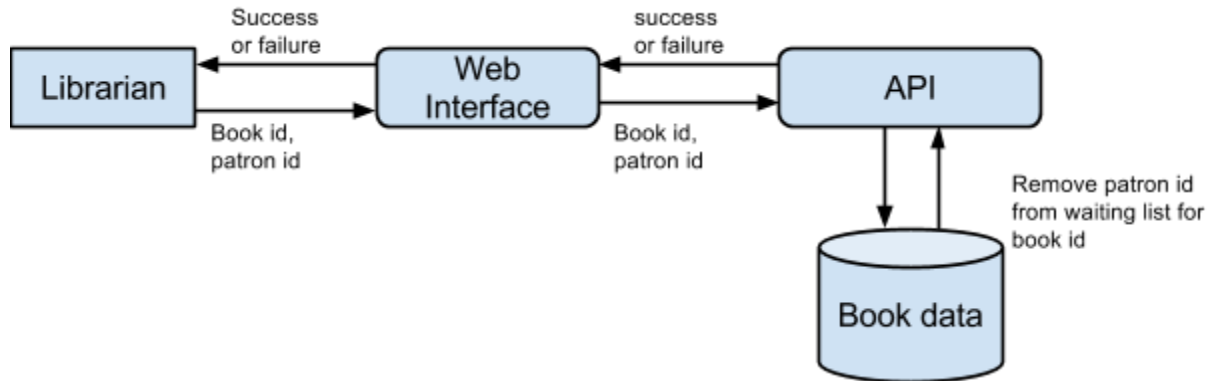 Success
or failure
success
or failure
Librarian
Web
Interface
API
Book id,
patron id
Book id,
patron id
Remove patron id
from waiting list for
book id
Book data